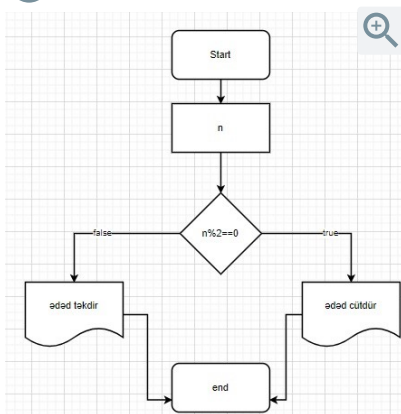 Start
n
n%2==0
false
true
ədəd təkdir
ədəd cütdür
end